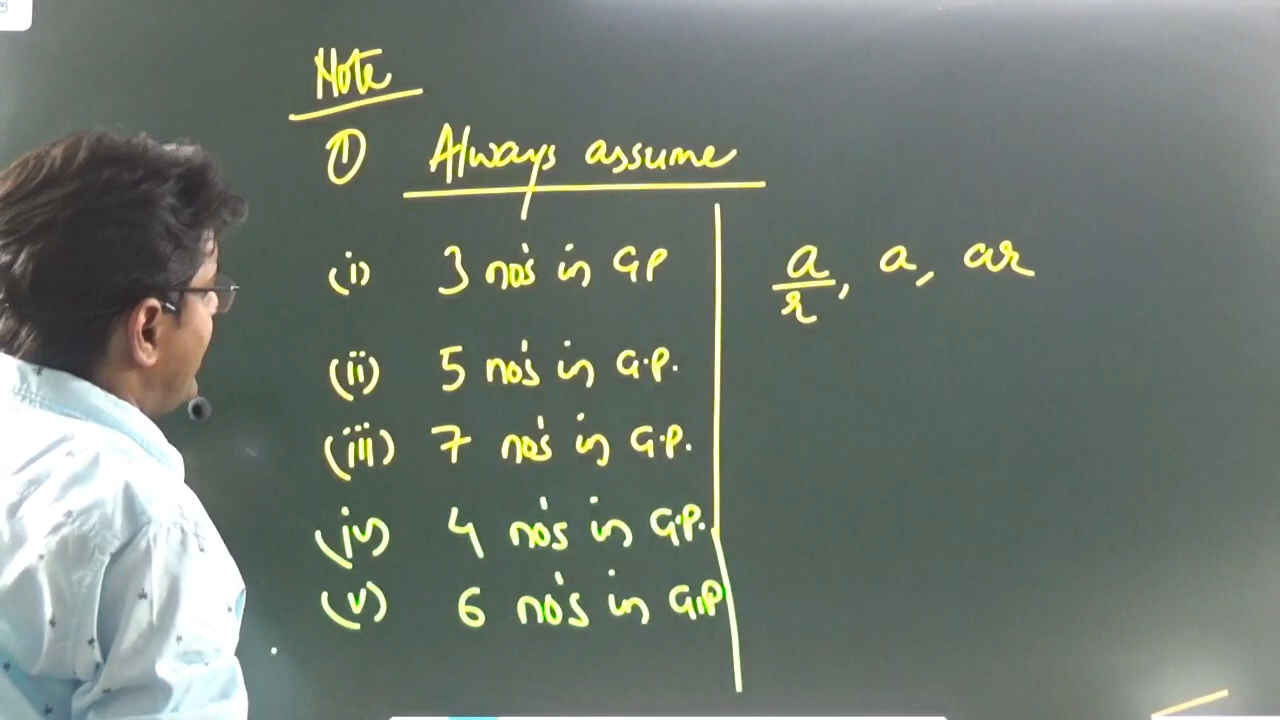 Note
① Always assume
(i) 3 no's in GP a/r, a, ar
(ii) 5 no's in G.P.
(iii) 7 no's in G.P.
(iv) 4 no's in G.P.
(v) 6 no's in G.P